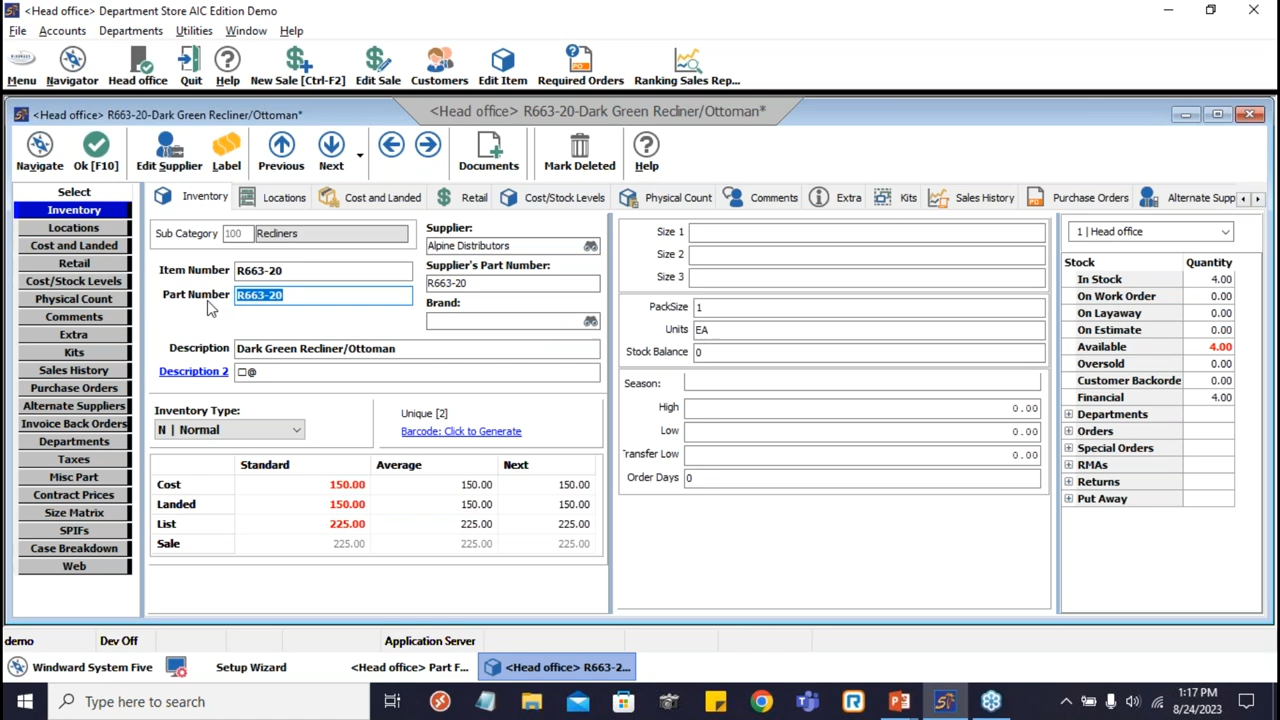 <Head office> Department Store AIC Edition Demo
File Accounts Departments Utilities Window Help
Menu Navigator Head office Quit Help New Sale [Ctrl-F2] Edit Sale Customers Edit Item Required Orders Ranking Sales Rep...
<Head office> R663-20-Dark Green Recliner/Ottoman*
<Head office> R663-20-Dark Green Recliner/Ottoman*
Navigate Ok [F10] Edit Supplier Label Previous Next Documents Mark Deleted Help
Select
Inventory
Locations
Cost and Landed
Retail
Cost/Stock Levels
Physical Count
Comments
Extra
Kits
Sales History
Purchase Orders
Alternate Suppliers
Invoice Back Orders
Departments
Taxes
Misc Part
Contract Prices
Size Matrix
SPIFs
Case Breakdown
Web
Inventory Locations Cost and Landed Retail Cost/Stock Levels Physical Count Comments Extra Kits Sales History Purchase Orders Alternate Supp
Sub Category 100 Recliners
Item Number R663-20
Part Number R663-20
Supplier:
Alpine Distributors
Supplier's Part Number:
R663-20
Brand:
Description Dark Green Recliner/Ottoman
Description 2 □@
Inventory Type:
N | Normal
Unique [2]
Barcode: Click to Generate
Standard Average Next
Cost 150.00 150.00 150.00
Landed 150.00 150.00 150.00
List 225.00 225.00 225.00
Sale 225.00 225.00 225.00
Size 1
Size 2
Size 3
PackSize 1
Units EA
Stock Balance 0
Season:
High 0.00
Low 0.00
Transfer Low 0.00
Order Days 0
1 | Head office
Stock Quantity
In Stock 4.00
On Work Order 0.00
On Layaway 0.00
On Estimate 0.00
Available 4.00
Oversold 0.00
Customer Backorde 0.00
Financial 4.00
Departments
Orders
Special Orders
RMAs
Returns
Put Away
demo Dev Off Application Server
Windward System Five Setup Wizard <Head office> Part F... <Head office> R663-2...
Type here to search
1:17 PM
8/24/2023